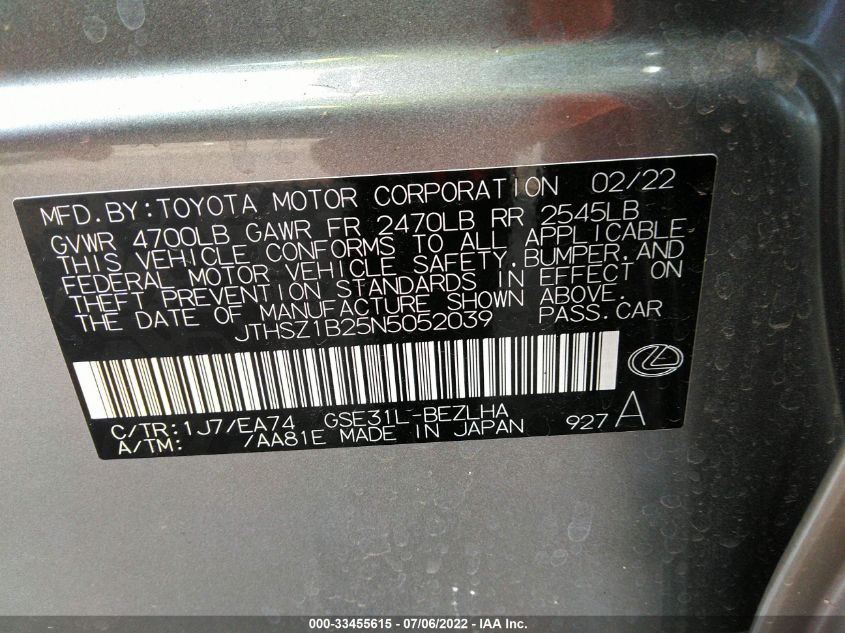 MFD.BY:TOYOTA MOTOR CORPORATION 02/22
GVWR 4700LB GAWR FR 2470LB RR 2545LB
THIS VEHICLE CONFORMS TO ALL APPLICABLE
FEDERAL MOTOR VEHICLE SAFETY,BUMPER,AND
THEFT PREVENTION STANDARDS IN EFFECT ON
THE DATE OF MANUFACTURE SHOWN ABOVE.
JTHSZ1B25N5052039 PASS.CAR
C/TR:1J7/EA74 GSE31L-BEZLHA
A/TM: /AA81E MADE IN JAPAN 927 A
000-33455615 - 07/06/2022 - IAA Inc.